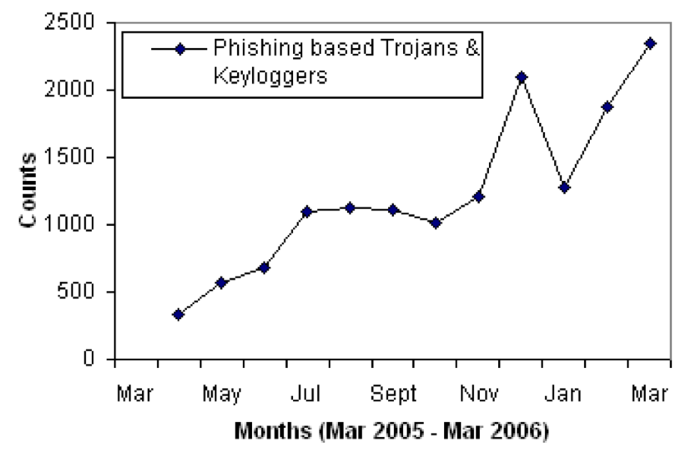 2500
2000
1500
1000
500
0
Counts
Phishing based Trojans &
Keyloggers
Mar May Jul Sept Nov Jan Mar
Months (Mar 2005 - Mar 2006)